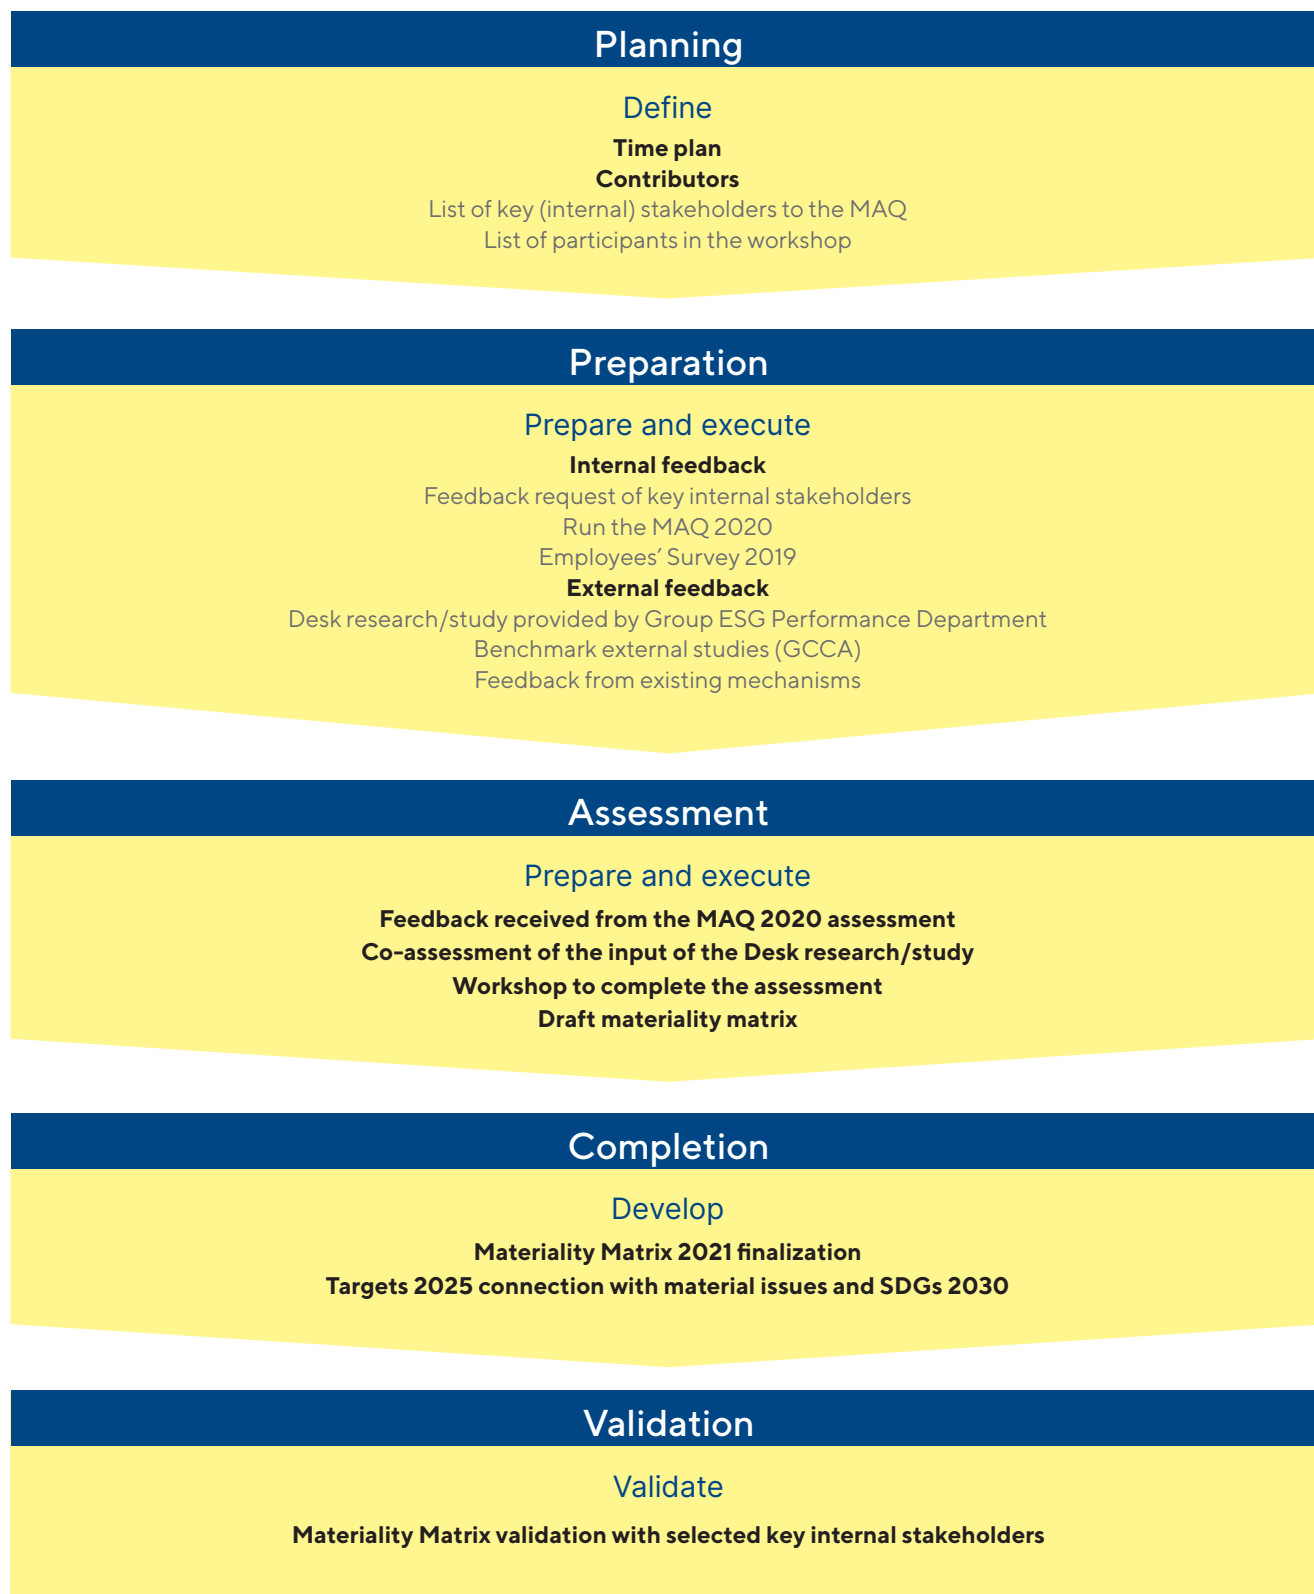 Planning
Define
Time plan
Contributors
List of key (internal) stakeholders to the MAQ
List of participants in the workshop
Preparation
Prepare and execute
Internal feedback
Feedback request of key internal stakeholders
Run the MAQ 2020
Employees’ Survey 2019
External feedback
Desk research/study provided by Group ESG Performance Department
Benchmark external studies (GCCA)
Feedback from existing mechanisms
Assessment
Prepare and execute
Feedback received from the MAQ 2020 assessment
Co-assessment of the input of the Desk research/study
Workshop to complete the assessment
Draft materiality matrix
Completion
Develop
Materiality Matrix 2021 finalization
Targets 2025 connection with material issues and SDGs 2030
Validation
Validate
Materiality Matrix validation with selected key internal stakeholders